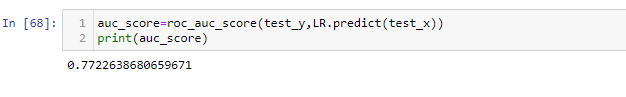 In [68]:
1 auc_score=roc_auc_score(test_y,LR.predict(test_x))
2 print(auc_score)
0.7722638680659671